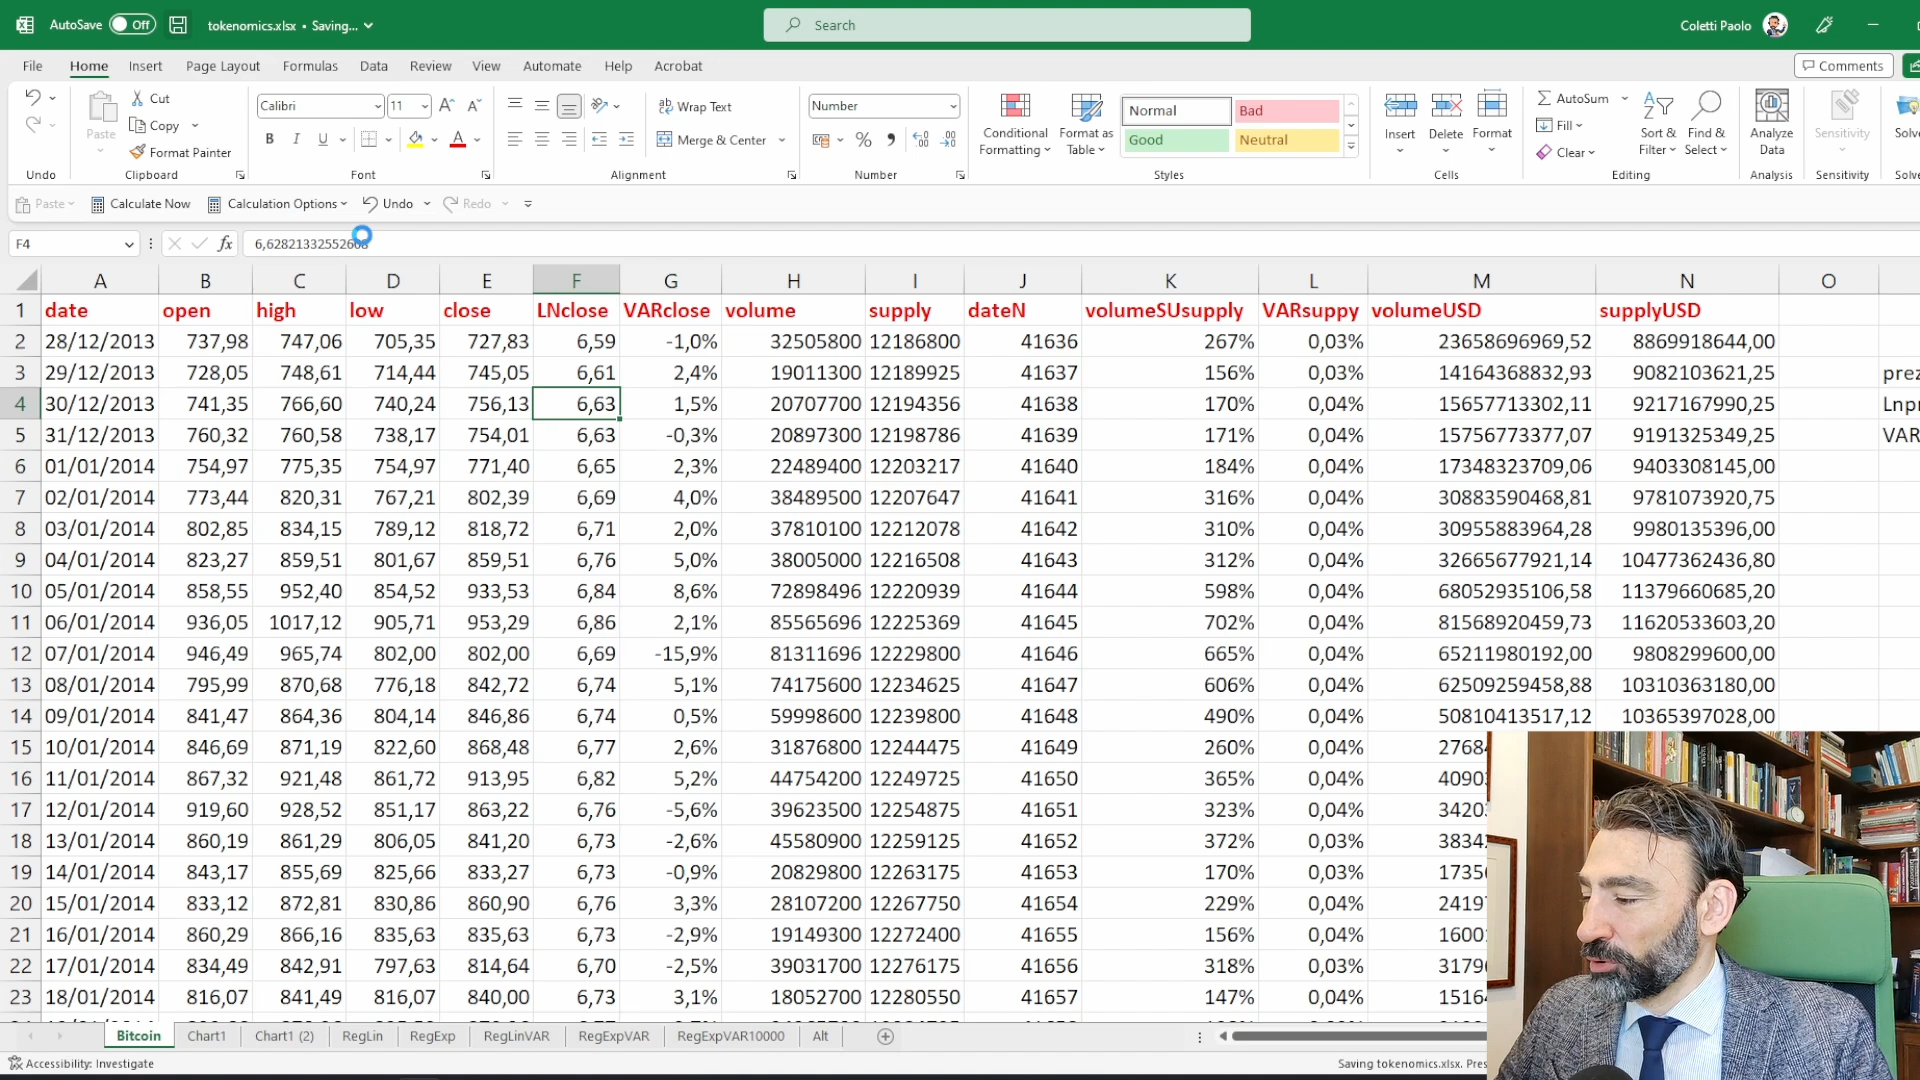 AutoSave Off tokenomics.xlsx • Saving... Search Coletti Paolo
File Home Insert Page Layout Formulas Data Review View Automate Help Acrobat Comments
Cut Calibri 11 Wrap Text Number Normal Bad AutoSum
Paste Copy Format Painter B I U Merge & Center Conditional Formatting Format as Table Good Neutral Insert Delete Format Fill Clear Sort & Filter Find & Select Analyze Data Sensitivity
Undo Clipboard Font Alignment Number Styles Cells Editing Analysis Sensitivity
Paste Calculate Now Calculation Options Undo Redo
F4 fx
A B C D E F G H I J K L M N O
1 date open high low close LNclose VARclose volume supply dateN volumeSUsupply VARsuppy volumeUSD supplyUSD
2 28/12/2013 737,98 747,06 705,35 727,83 6,59 -1,0% 32505800 12186800 41636 267% 0,03% 23658696969,52 8869918644,00
3 29/12/2013 728,05 748,61 714,44 745,05 6,61 2,4% 19011300 12189925 41637 156% 0,03% 14164368832,93 9082103621,25 prez
4 30/12/2013 741,35 766,60 740,24 756,13 6,63 1,5% 20707700 12194356 41638 170% 0,04% 15657713302,11 9217167990,25 Lnpr
5 31/12/2013 760,32 760,58 738,17 754,01 6,63 -0,3% 20897300 12198786 41639 171% 0,04% 15756773377,07 9191325349,25 VAR
6 01/01/2014 754,97 775,35 754,97 771,40 6,65 2,3% 22489400 12203217 41640 184% 0,04% 17348323709,06 9403308145,00
7 02/01/2014 773,44 820,31 767,21 802,39 6,69 4,0% 38489500 12207647 41641 316% 0,04% 30883590468,81 9781073920,75
8 03/01/2014 802,85 834,15 789,12 818,72 6,71 2,0% 37810100 12212078 41642 310% 0,04% 30955883964,28 9980135396,00
9 04/01/2014 823,27 859,51 801,67 859,51 6,76 5,0% 38005000 12216508 41643 312% 0,04% 32665677921,14 10477362436,80
10 05/01/2014 858,55 952,40 854,52 933,53 6,84 8,6% 72898496 12220939 41644 598% 0,04% 68052935106,58 11379660685,20
11 06/01/2014 936,05 1017,12 905,71 953,29 6,86 2,1% 85565696 12225369 41645 702% 0,04% 81568920459,73 11620533603,20
12 07/01/2014 946,49 965,74 802,00 802,00 6,69 -15,9% 81311696 12229800 41646 665% 0,04% 65211980192,00 9808299600,00
13 08/01/2014 795,99 870,68 776,18 842,72 6,74 5,1% 74175600 12234625 41647 606% 0,04% 62509259458,88 10310363180,00
14 09/01/2014 841,47 864,36 804,14 846,86 6,74 0,5% 59998600 12239800 41648 490% 0,04% 50810413517,12 10365397028,00
15 10/01/2014 846,69 871,19 822,60 868,48 6,77 2,6% 31876800 12244475 41649 260% 0,04% 2768
16 11/01/2014 867,32 921,48 861,72 913,95 6,82 5,2% 44754200 12249725 41650 365% 0,04% 4090
17 12/01/2014 919,60 928,52 851,17 863,22 6,76 -5,6% 39623500 12254875 41651 323% 0,04% 3420
18 13/01/2014 860,19 861,29 806,05 841,20 6,73 -2,6% 45580900 12259125 41652 372% 0,03% 3834
19 14/01/2014 843,17 855,69 825,66 833,27 6,73 -0,9% 20829800 12263175 41653 170% 0,03% 1735
20 15/01/2014 833,12 872,81 830,86 860,90 6,76 3,3% 28107200 12267750 41654 229% 0,04% 2419
21 16/01/2014 860,29 866,16 835,63 835,63 6,73 -2,9% 19149300 12272400 41655 156% 0,04% 1600
22 17/01/2014 834,49 842,91 797,63 814,64 6,70 -2,5% 39031700 12276175 41656 318% 0,03% 3179
23 18/01/2014 816,07 841,49 816,07 840,00 6,73 3,1% 18052700 12280550 41657 147% 0,04% 1516
Bitcoin Chart1 Chart1 (2) RegLin RegExp RegLinVAR RegExpVAR RegExpVAR10000 Alt
Accessibility: Investigate Saving tokenomics.xlsx.